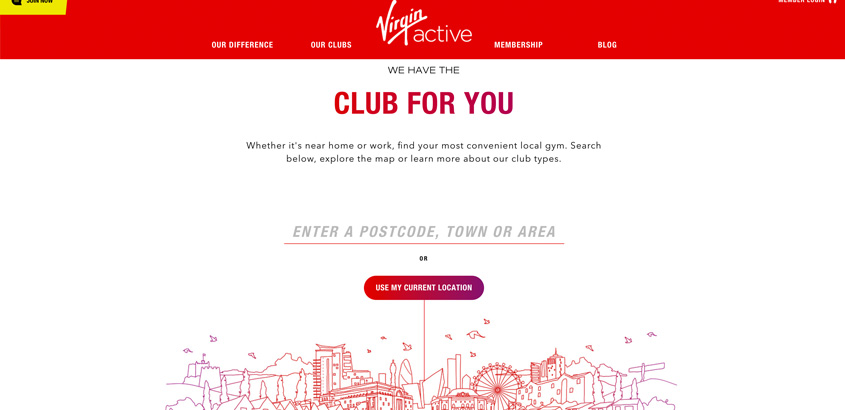 JOIN NOW
MEMBER LOGIN
Virgin
active
OUR DIFFERENCE
OUR CLUBS
MEMBERSHIP
BLOG
WE HAVE THE
CLUB FOR YOU
Whether it's near home or work, find your most convenient local gym. Search
below, explore the map or learn more about our club types.
ENTER A POSTCODE, TOWN OR AREA
OR
USE MY CURRENT LOCATION